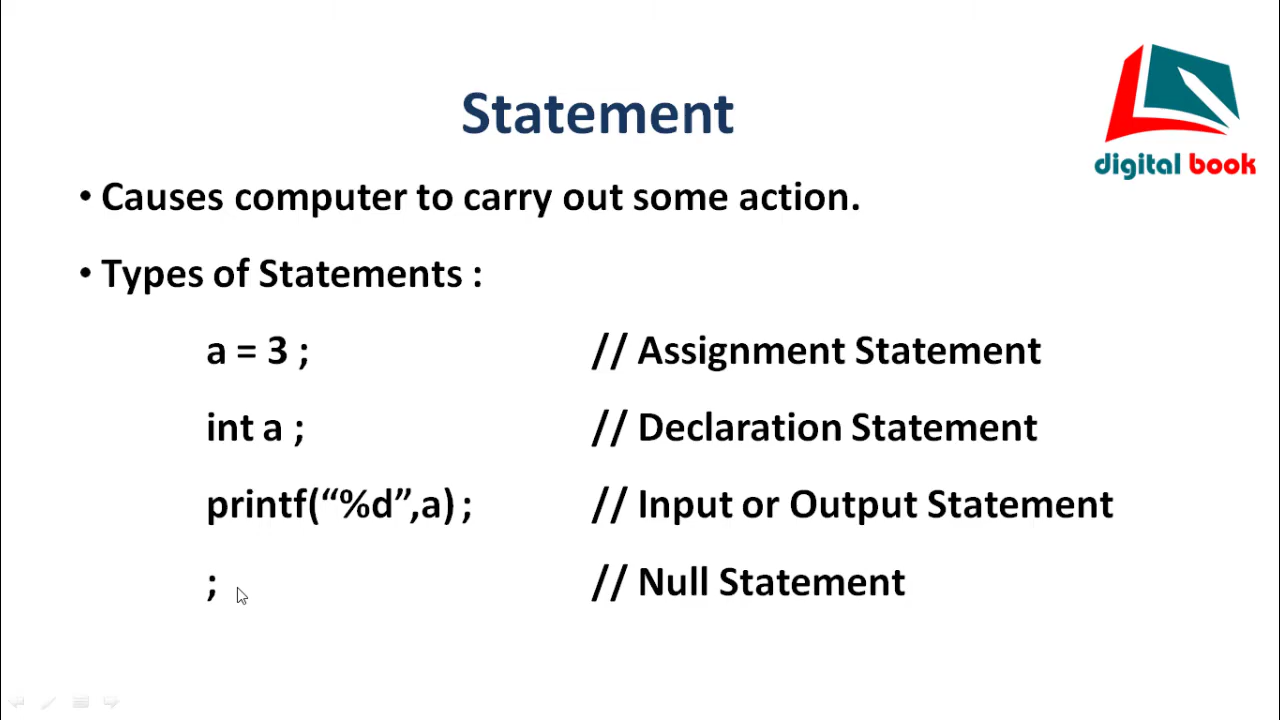 Statement
digital book
• Causes computer to carry out some action.
• Types of Statements :
a = 3 ; // Assignment Statement
int a ; // Declaration Statement
printf(“%d”,a) ; // Input or Output Statement
; // Null Statement